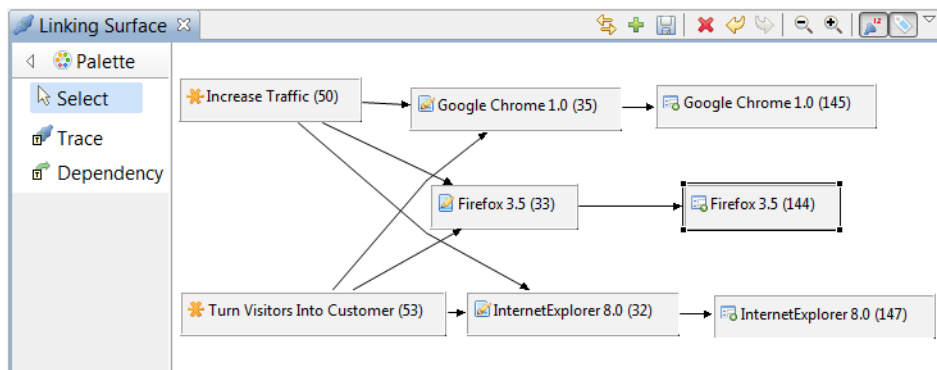 Linking Surface
Palette
Select
Trace
Dependency
Increase Traffic (50)
Google Chrome 1.0 (35)
Google Chrome 1.0 (145)
Firefox 3.5 (33)
Firefox 3.5 (144)
Turn Visitors Into Customer (53)
InternetExplorer 8.0 (32)
InternetExplorer 8.0 (147)